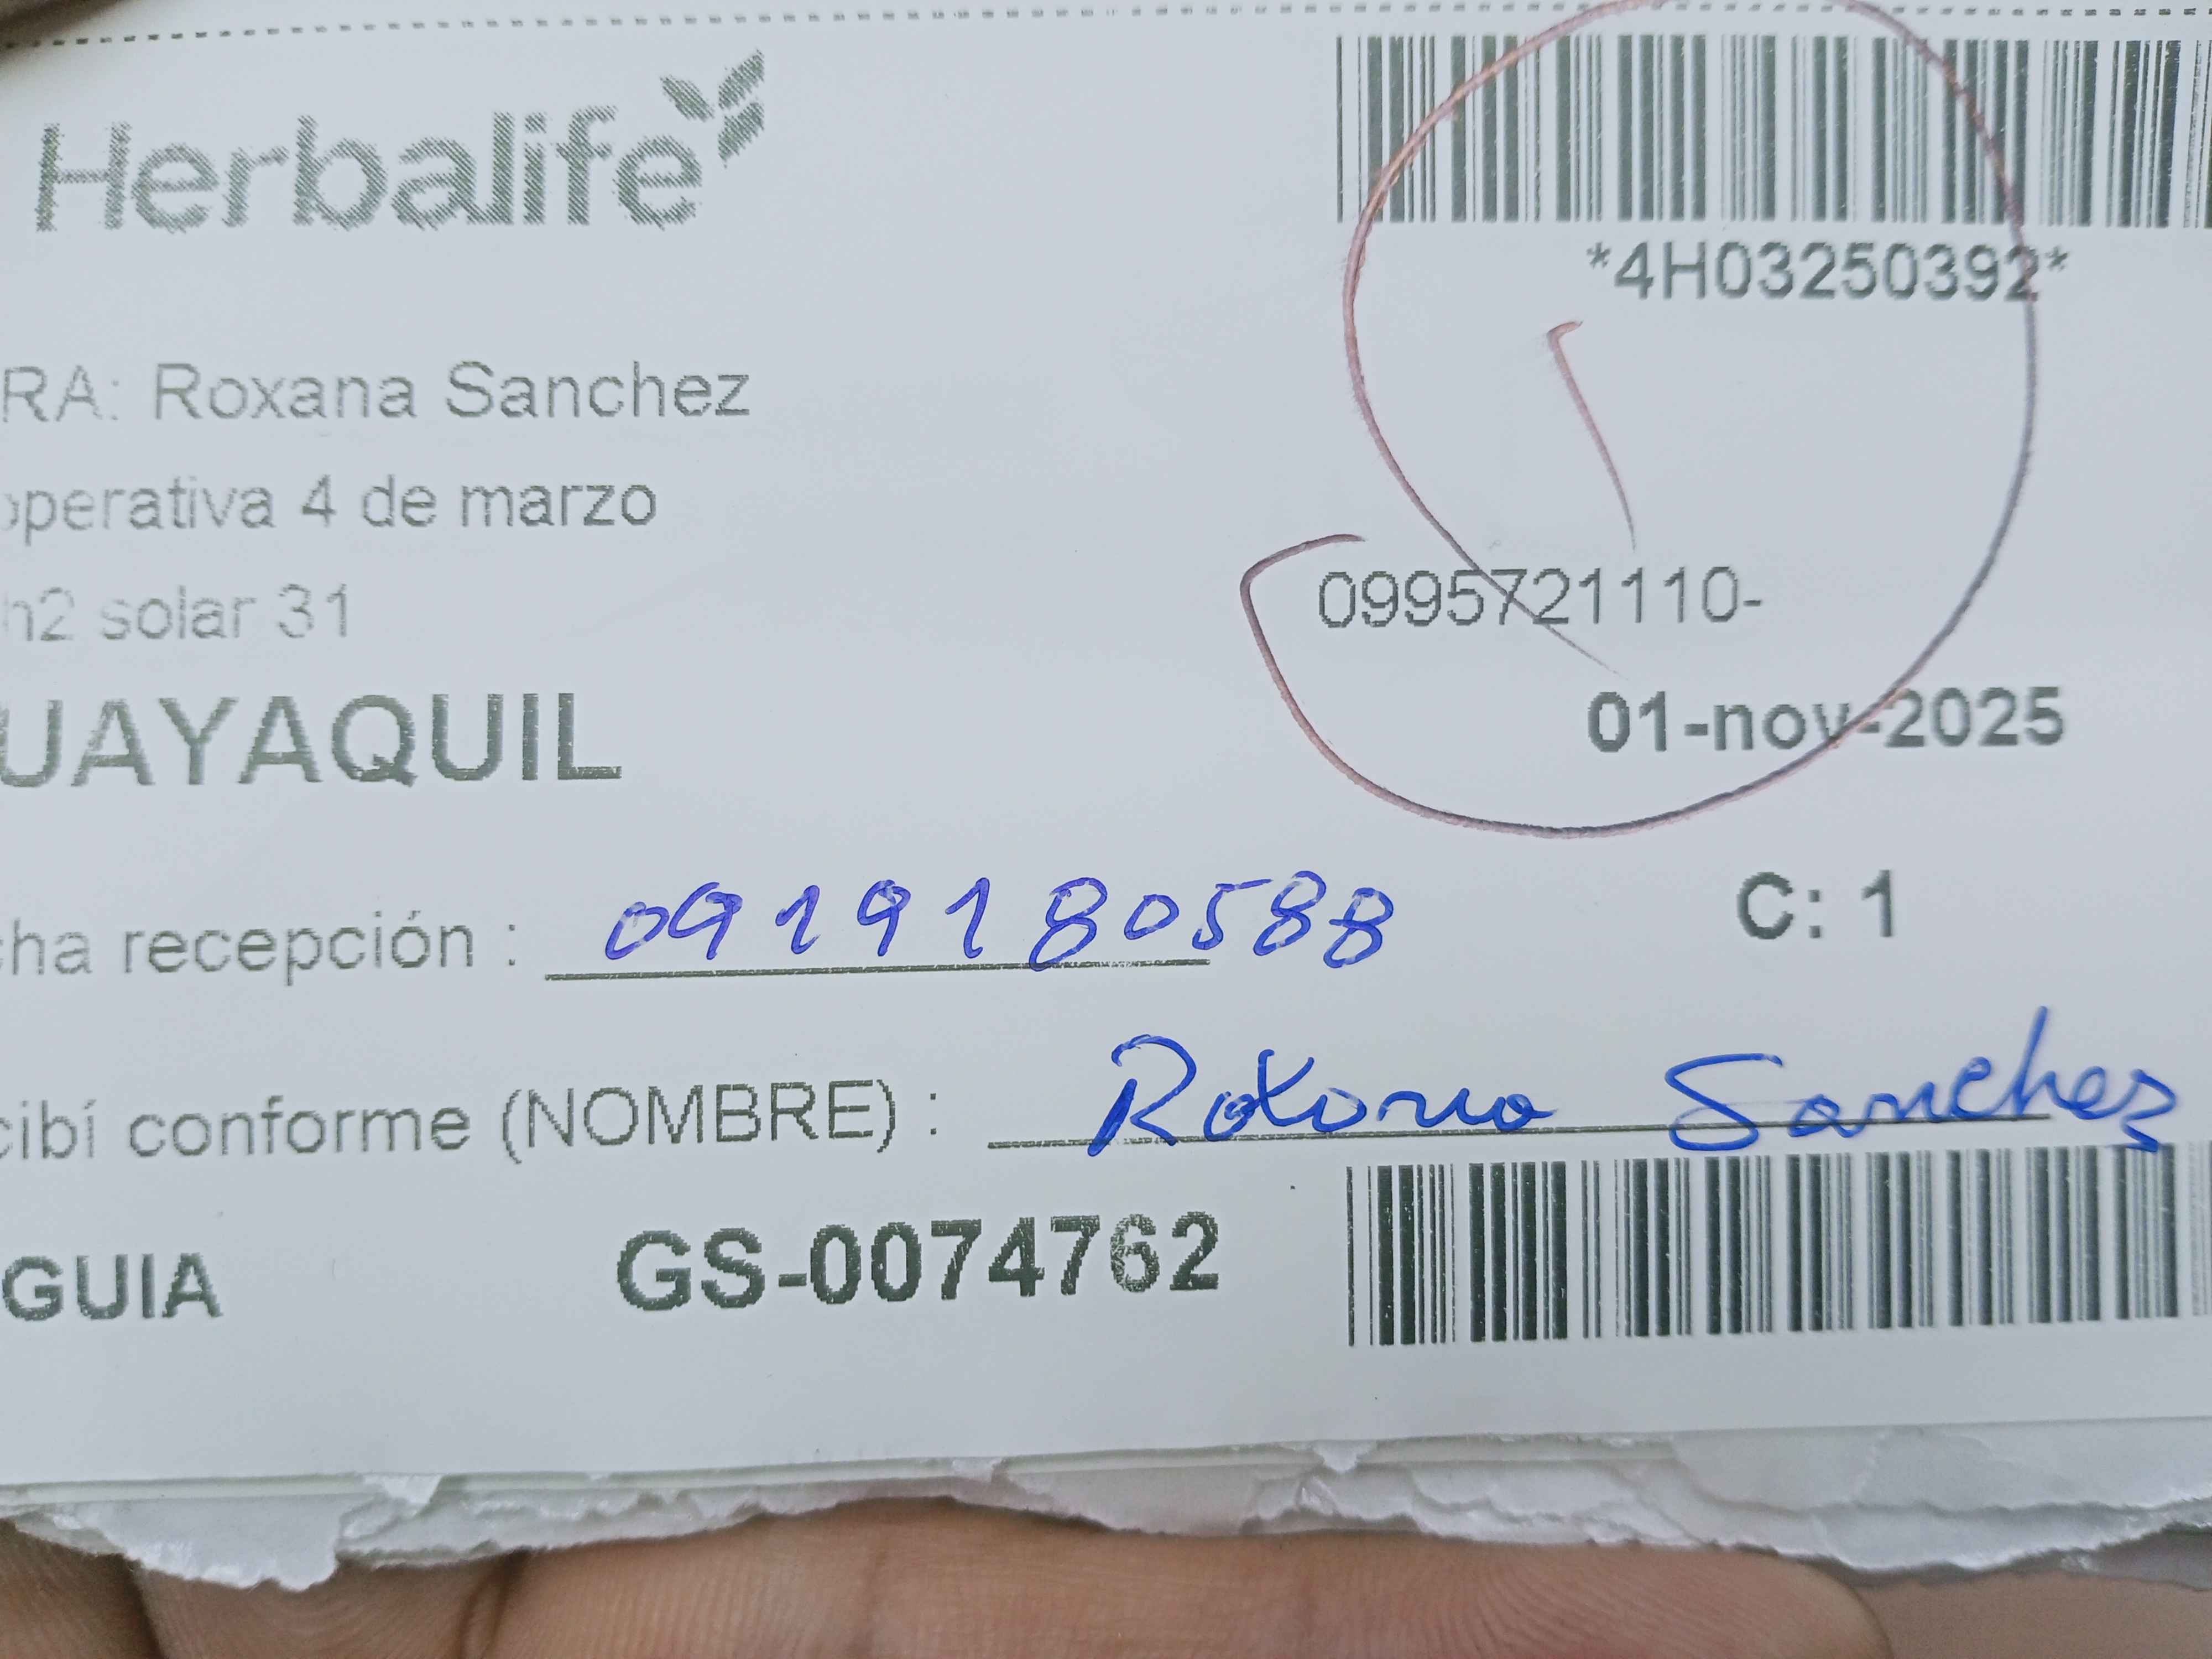 Herbalife
*4H03250392*
RA: Roxana Sanchez
operativa 4 de marzo
h2 solar 31
0995721110-
UAYAQUIL
01-nov-2025
cha recepción : 0919180588
C: 1
cibí conforme (NOMBRE) : Roxana Sanchez
GUIA GS-0074762